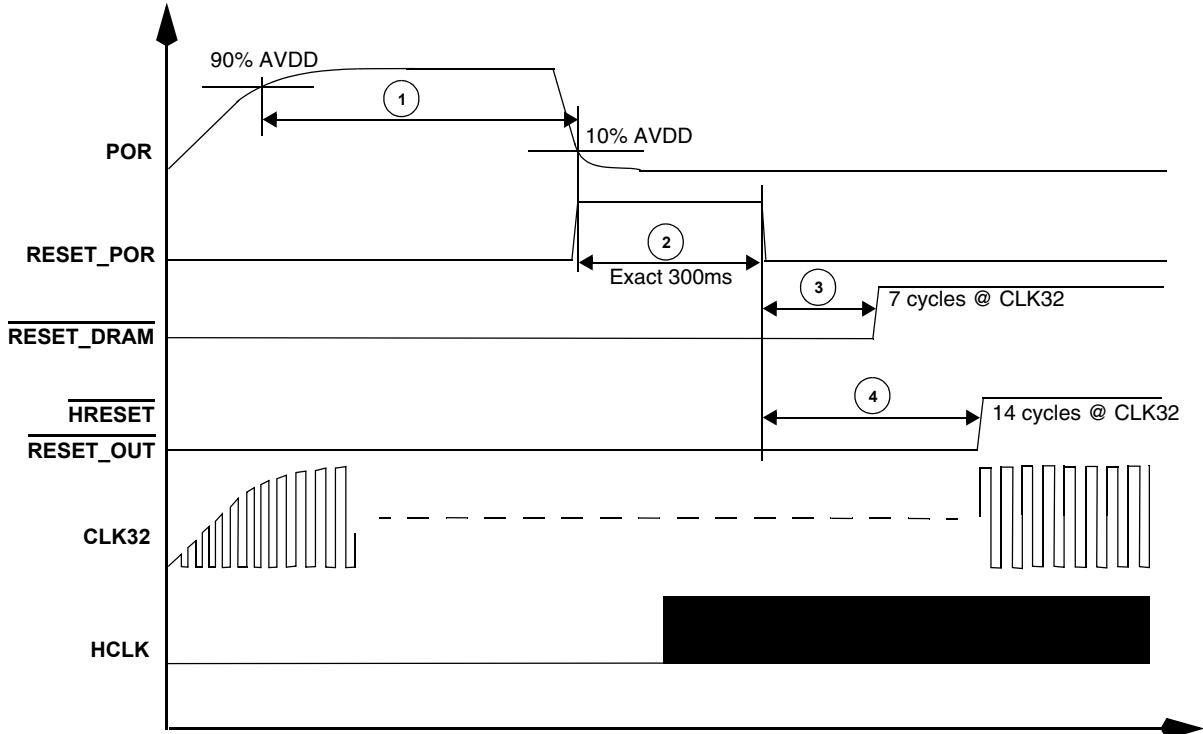 90% AVDD
1
10% AVDD
POR
2
RESET_POR
Exact 300ms
3
7 cycles @ CLK32
RESET_DRAM
4
HRESET
14 cycles @ CLK32
RESET_OUT
CLK32
HCLK